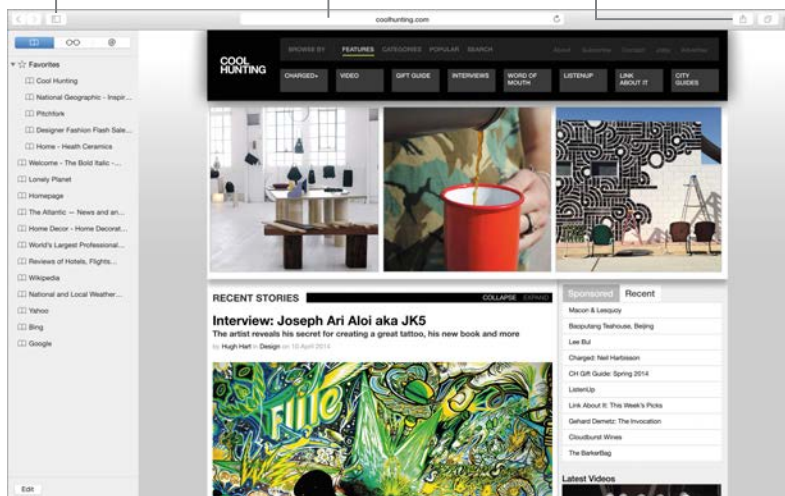 coolhunting.com
Favorites
Cool Hunting
National Geographic - Inspir...
Pitchfork
Designer Fashion Flash Sale...
Home - Heath Ceramics
Welcome - The Bold Italic -...
Lonely Planet
Homepage
The Atlantic — News and an...
Home Decor - Home Decorat...
World's Largest Professional...
Reviews of Hotels, Flights...
Wikipedia
National and Local Weather...
Yahoo
Bing
Google
Edit
COOL
HUNTING
BROWSE BY FEATURES CATEGORIES POPULAR SEARCH
About Subscribe Contact Jobs Advertise
CHARGED+ VIDEO GIFT GUIDE INTERVIEWS WORD OF MOUTH LISTENUP LINK ABOUT IT CITY GUIDES
RECENT STORIES COLLAPSE EXPAND
Interview: Joseph Ari Aloi aka JK5
The artist reveals his secret for creating a great tattoo, his new book and more
by Hugh Hart in Design on 10 April 2014
Sponsored Recent
Macon & Lesquoy
Baoputang Teahouse, Beijing
Lee Bul
Charged: Neil Harbisson
CH Gift Guide: Spring 2014
ListenUp
Link About It: This Week's Picks
Gehard Demetz: The Invocation
Cloudburst Wines
The BarkerBag
Latest Videos